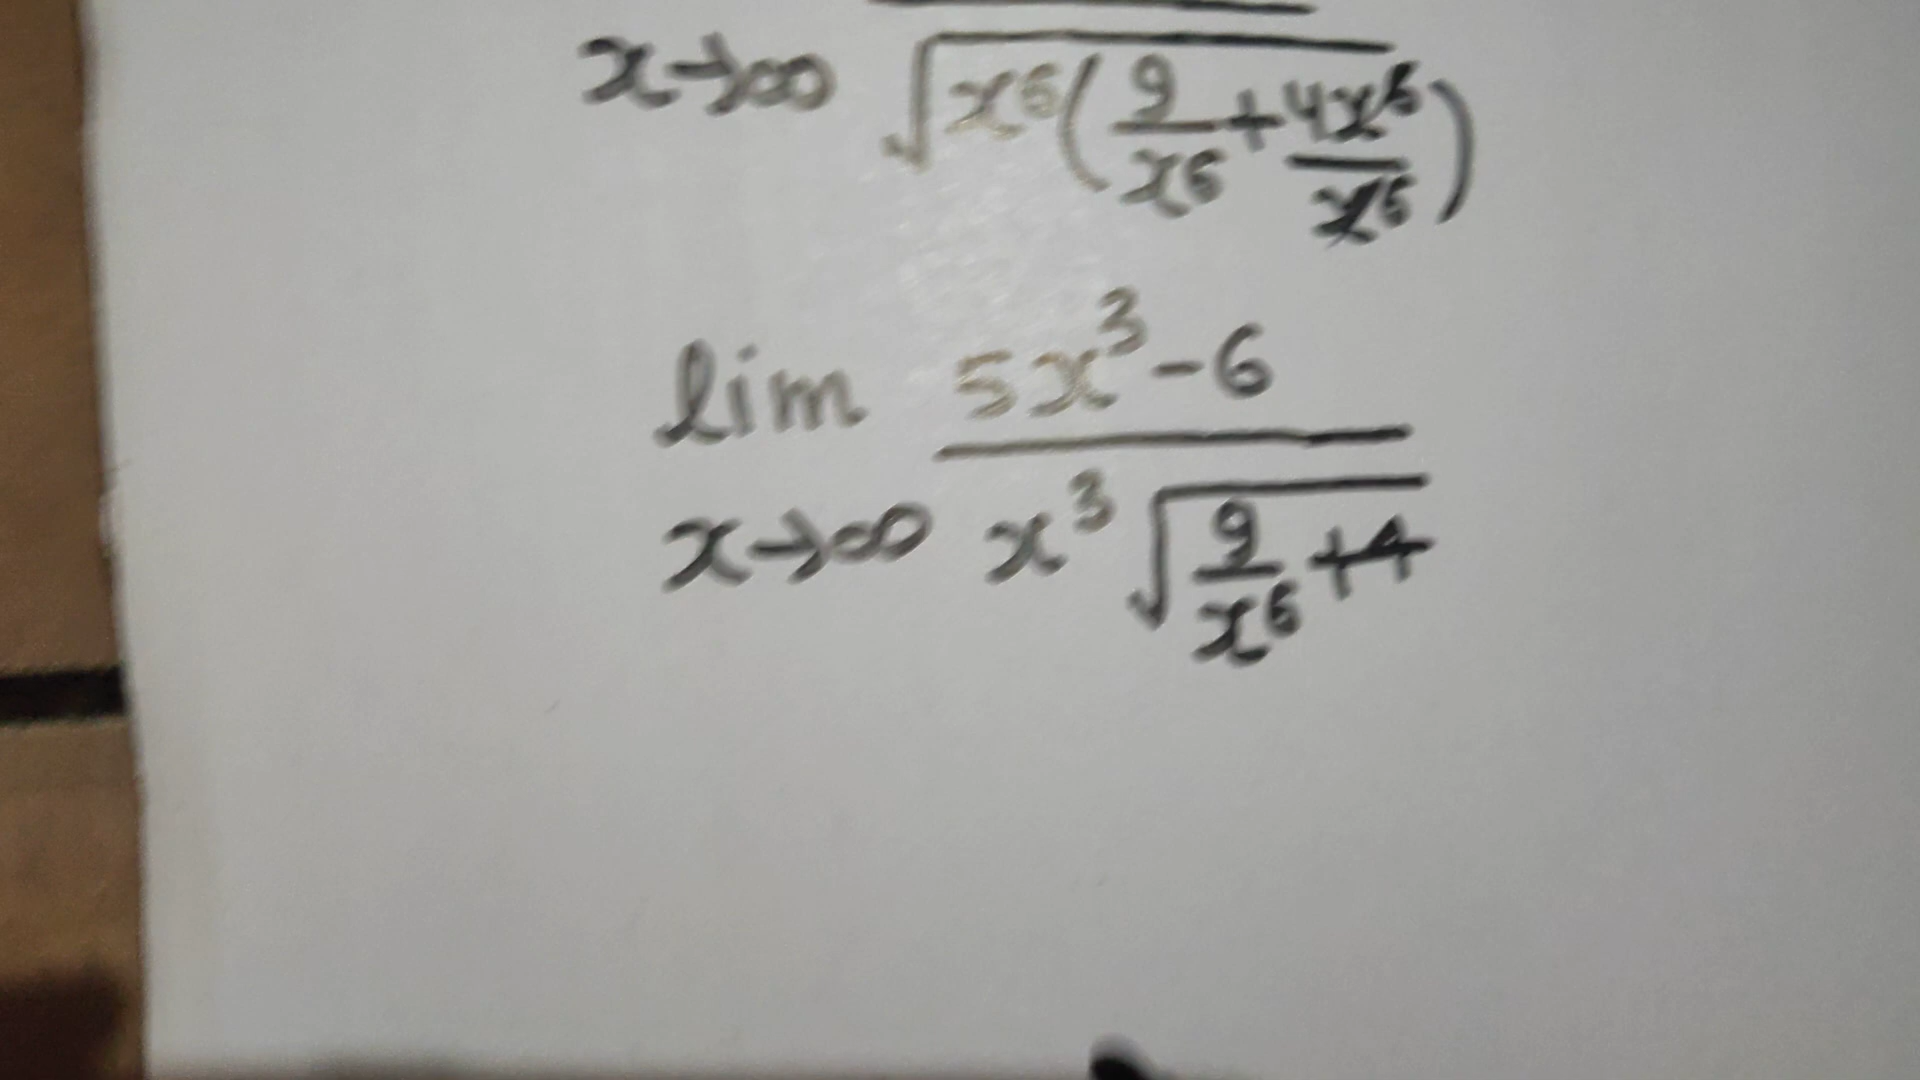 x→∞ √x⁶(9/x⁶ + 4x⁶/x⁶)
lim 5x³ - 6
x→∞ x³ √9/x⁶ + 4